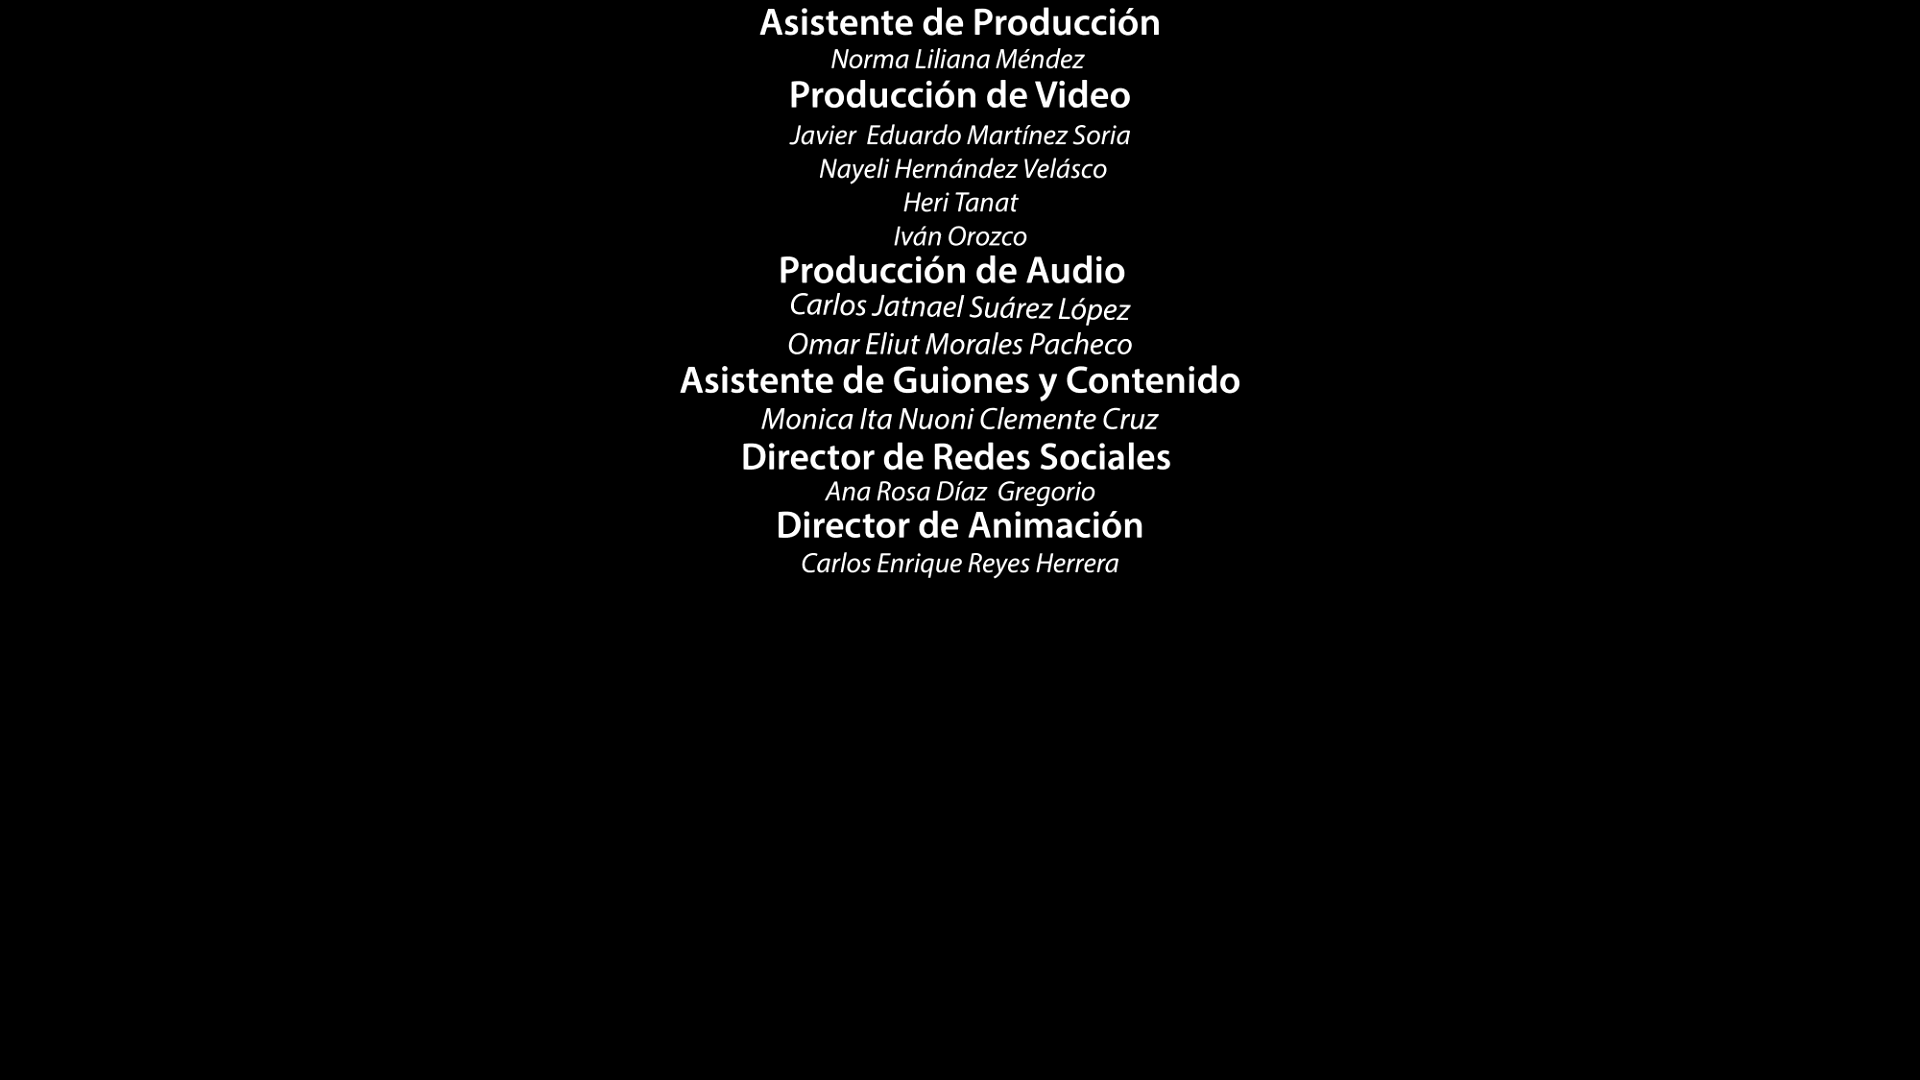 Asistente de Producción
Norma Liliana Méndez
Producción de Video
Javier Eduardo Martínez Soria
Nayeli Hernández Velásco
Heri Tanat
Iván Orozco
Producción de Audio
Carlos Jatnael Suárez López
Omar Eliut Morales Pacheco
Asistente de Guiones y Contenido
Monica Ita Nuoni Clemente Cruz
Director de Redes Sociales
Ana Rosa Díaz Gregorio
Director de Animación
Carlos Enrique Reyes Herrera